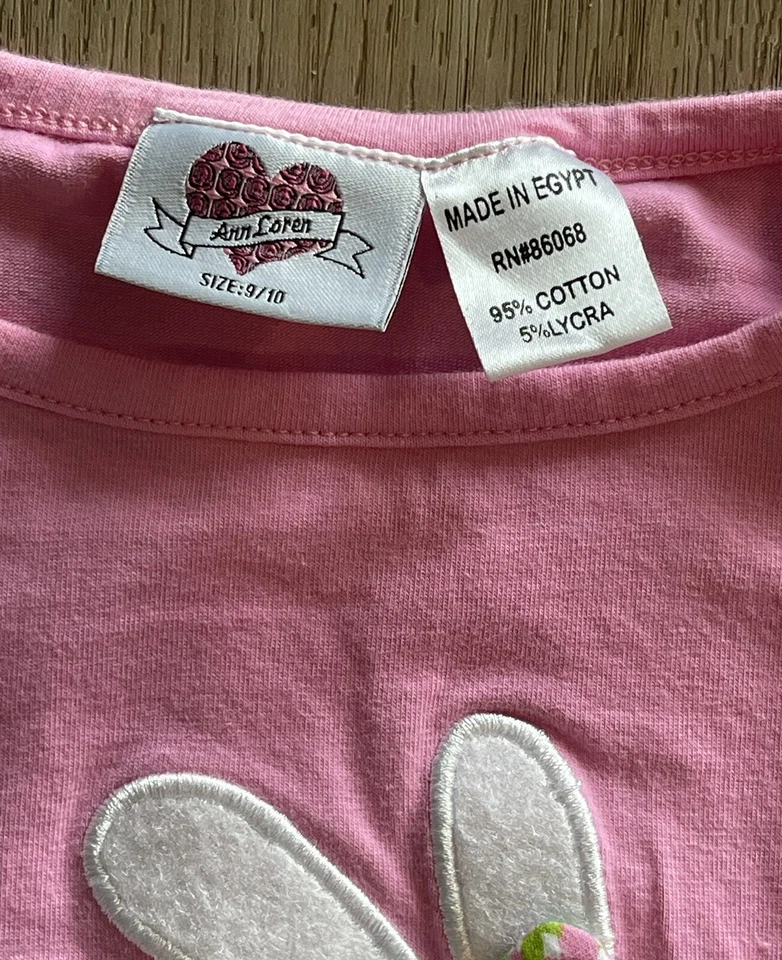 Ann Loren
SIZE:9/10
MADE IN EGYPT
RN#86068
95% COTTON
5%LYCRA